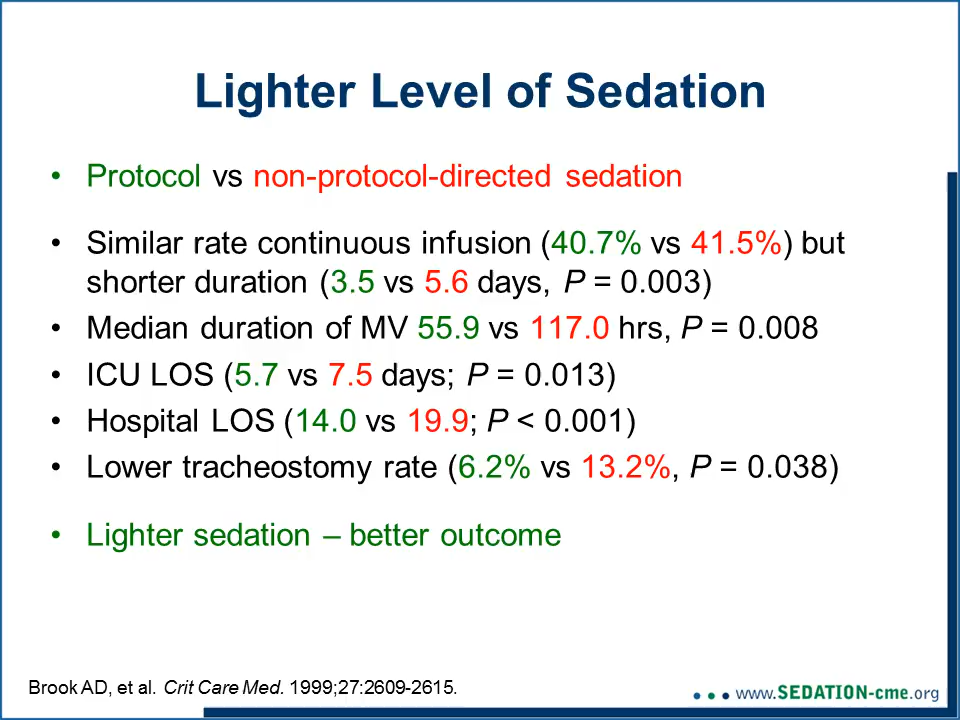 Lighter Level of Sedation
• Protocol vs non-protocol-directed sedation
• Similar rate continuous infusion (40.7% vs 41.5%) but
shorter duration (3.5 vs 5.6 days, P = 0.003)
• Median duration of MV 55.9 vs 117.0 hrs, P = 0.008
• ICU LOS (5.7 vs 7.5 days; P = 0.013)
• Hospital LOS (14.0 vs 19.9; P < 0.001)
• Lower tracheostomy rate (6.2% vs 13.2%, P = 0.038)
• Lighter sedation – better outcome
Brook AD, et al. Crit Care Med. 1999;27:2609-2615.
www.SEDATION-cme.org